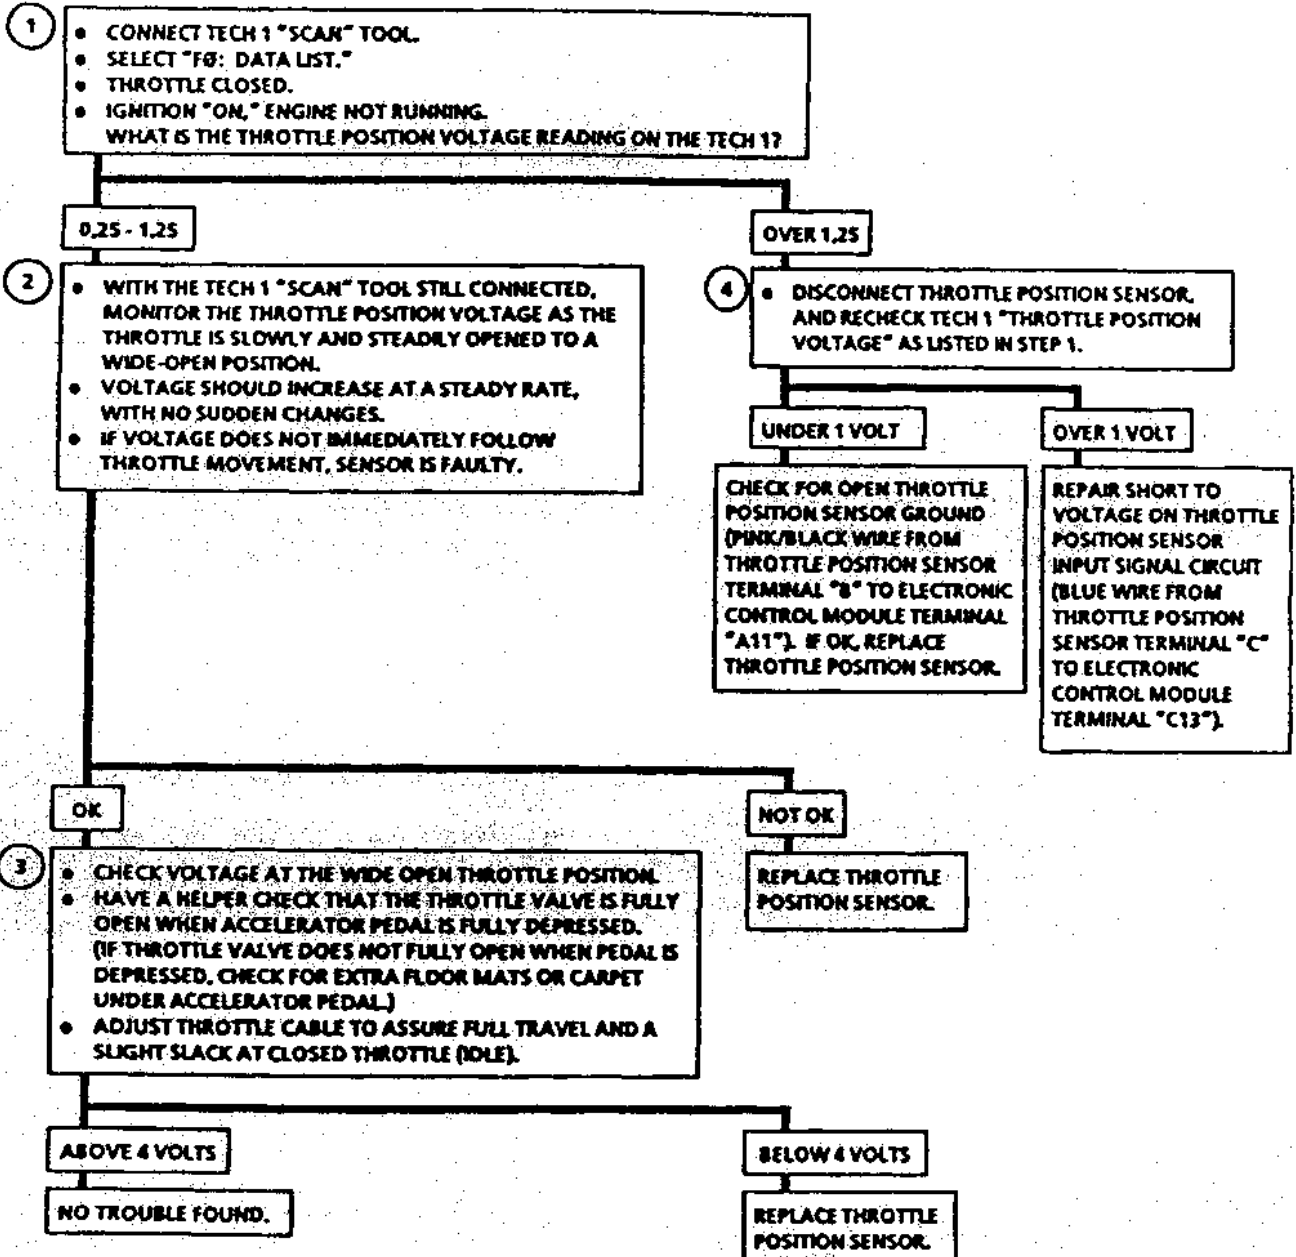 1
• CONNECT TECH 1 "SCAN" TOOL.
• SELECT "FØ: DATA LIST."
• THROTTLE CLOSED.
• IGNITION "ON," ENGINE NOT RUNNING.
WHAT IS THE THROTTLE POSITION VOLTAGE READING ON THE TECH 1?
0,25 - 1,25
OVER 1,25
2
• WITH THE TECH 1 "SCAN" TOOL STILL CONNECTED,
MONITOR THE THROTTLE POSITION VOLTAGE AS THE
THROTTLE IS SLOWLY AND STEADILY OPENED TO A
WIDE-OPEN POSITION.
• VOLTAGE SHOULD INCREASE AT A STEADY RATE,
WITH NO SUDDEN CHANGES.
• IF VOLTAGE DOES NOT IMMEDIATELY FOLLOW
THROTTLE MOVEMENT, SENSOR IS FAULTY.
4
• DISCONNECT THROTTLE POSITION SENSOR,
AND RECHECK TECH 1 "THROTTLE POSITION
VOLTAGE" AS LISTED IN STEP 1.
UNDER 1 VOLT
OVER 1 VOLT
CHECK FOR OPEN THROTTLE
POSITION SENSOR GROUND
(PINK/BLACK WIRE FROM
THROTTLE POSITION SENSOR
TERMINAL "B" TO ELECTRONIC
CONTROL MODULE TERMINAL
"A11"). IF OK, REPLACE
THROTTLE POSITION SENSOR.
REPAIR SHORT TO
VOLTAGE ON THROTTLE
POSITION SENSOR
INPUT SIGNAL CIRCUIT
(BLUE WIRE FROM
THROTTLE POSITION
SENSOR TERMINAL "C"
TO ELECTRONIC
CONTROL MODULE
TERMINAL "C13").
OK
NOT OK
3
• CHECK VOLTAGE AT THE WIDE OPEN THROTTLE POSITION.
• HAVE A HELPER CHECK THAT THE THROTTLE VALVE IS FULLY
OPEN WHEN ACCELERATOR PEDAL IS FULLY DEPRESSED.
(IF THROTTLE VALVE DOES NOT FULLY OPEN WHEN PEDAL IS
DEPRESSED, CHECK FOR EXTRA FLOOR MATS OR CARPET
UNDER ACCELERATOR PEDAL.)
• ADJUST THROTTLE CABLE TO ASSURE FULL TRAVEL AND A
SLIGHT SLACK AT CLOSED THROTTLE (IDLE).
REPLACE THROTTLE
POSITION SENSOR.
ABOVE 4 VOLTS
BELOW 4 VOLTS
NO TROUBLE FOUND.
REPLACE THROTTLE
POSITION SENSOR.